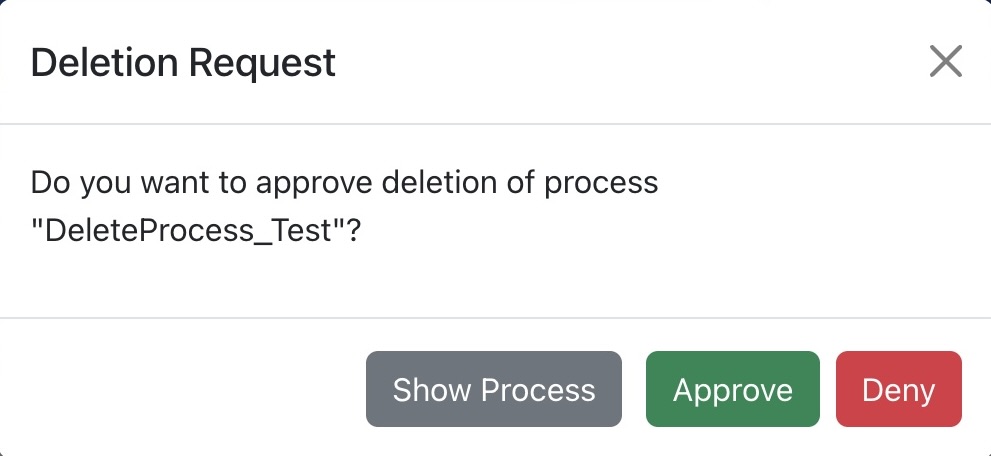 Deletion Request
Do you want to approve deletion of process
"DeleteProcess_Test"?
Show Process
Approve
Deny